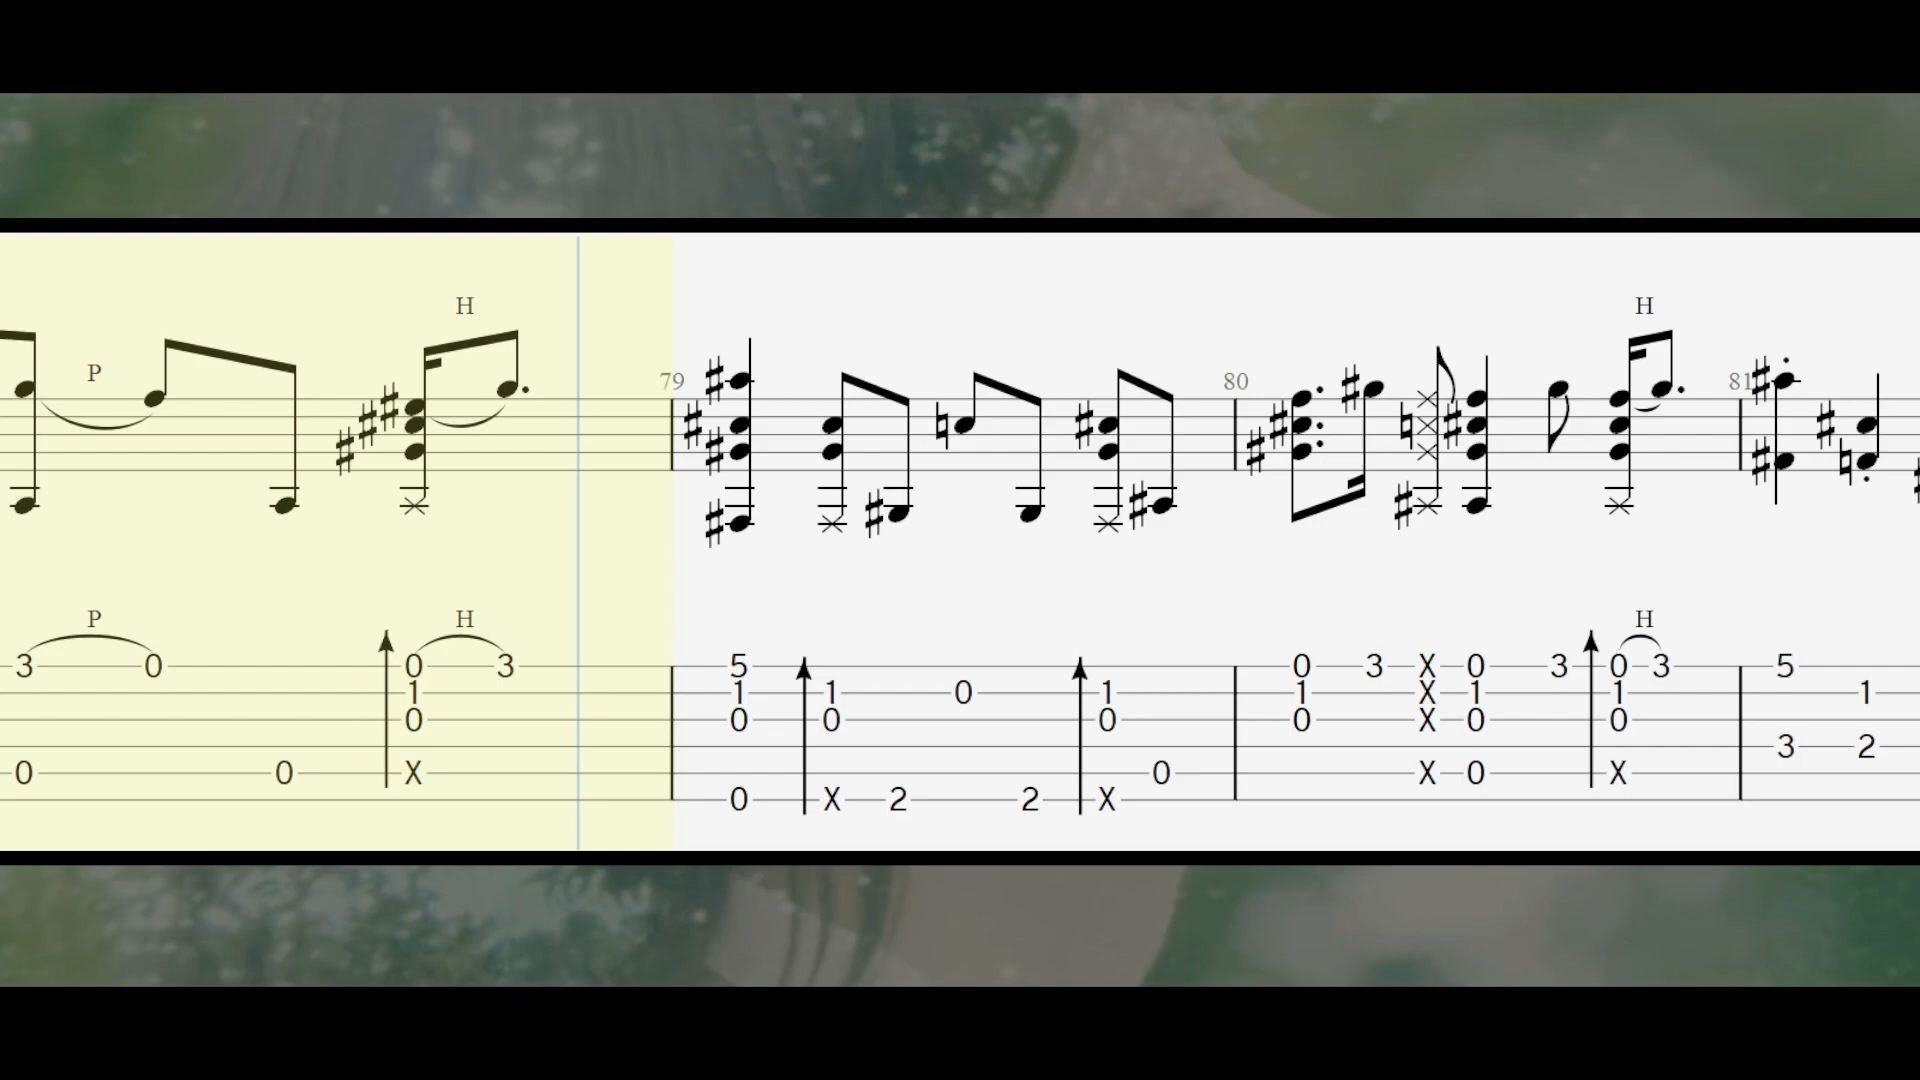 H H
P 79 80 81
P H H
3 0 0 3 5 0 3 X 0 3 0 3 5
1 1 1 0 1 1 X 1 1 1
0 0 0 0 0 X 0 0
3 2
0 0 X 0 X 0 X
0 X 2 2 X